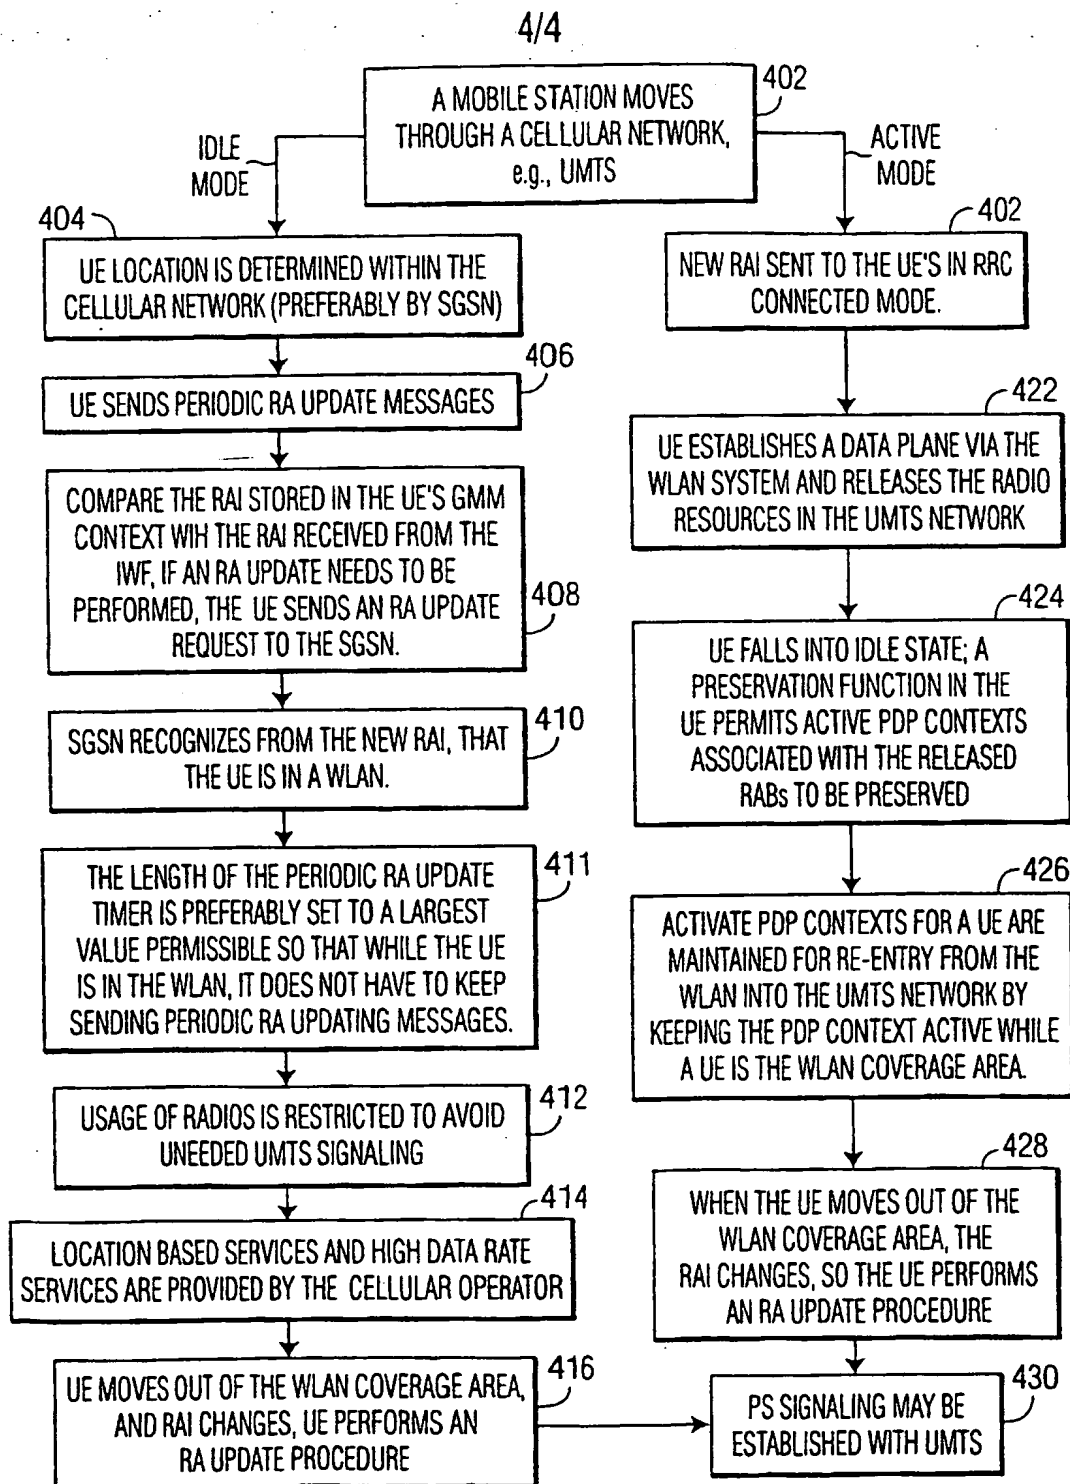 4/4
402
A MOBILE STATION MOVES
THROUGH A CELLULAR NETWORK,
e.g., UMTS
IDLE
MODE
ACTIVE
MODE
404
UE LOCATION IS DETERMINED WITHIN THE
CELLULAR NETWORK (PREFERABLY BY SGSN)
406
UE SENDS PERIODIC RA UPDATE MESSAGES
COMPARE THE RAI STORED IN THE UE'S GMM
CONTEXT WIH THE RAI RECEIVED FROM THE
IWF, IF AN RA UPDATE NEEDS TO BE
PERFORMED, THE UE SENDS AN RA UPDATE
REQUEST TO THE SGSN.
408
410
SGSN RECOGNIZES FROM THE NEW RAI, THAT
THE UE IS IN A WLAN.
411
THE LENGTH OF THE PERIODIC RA UPDATE
TIMER IS PREFERABLY SET TO A LARGEST
VALUE PERMISSIBLE SO THAT WHILE THE UE
IS IN THE WLAN, IT DOES NOT HAVE TO KEEP
SENDING PERIODIC RA UPDATING MESSAGES.
412
USAGE OF RADIOS IS RESTRICTED TO AVOID
UNEEDED UMTS SIGNALING
414
LOCATION BASED SERVICES AND HIGH DATA RATE
SERVICES ARE PROVIDED BY THE CELLULAR OPERATOR
416
UE MOVES OUT OF THE WLAN COVERAGE AREA,
AND RAI CHANGES, UE PERFORMS AN
RA UPDATE PROCEDURE
402
NEW RAI SENT TO THE UE'S IN RRC
CONNECTED MODE.
422
UE ESTABLISHES A DATA PLANE VIA THE
WLAN SYSTEM AND RELEASES THE RADIO
RESOURCES IN THE UMTS NETWORK
424
UE FALLS INTO IDLE STATE; A
PRESERVATION FUNCTION IN THE
UE PERMITS ACTIVE PDP CONTEXTS
ASSOCIATED WITH THE RELEASED
RABs TO BE PRESERVED
426
ACTIVATE PDP CONTEXTS FOR A UE ARE
MAINTAINED FOR RE-ENTRY FROM THE
WLAN INTO THE UMTS NETWORK BY
KEEPING THE PDP CONTEXT ACTIVE WHILE
A UE IS THE WLAN COVERAGE AREA.
428
WHEN THE UE MOVES OUT OF THE
WLAN COVERAGE AREA, THE
RAI CHANGES, SO THE UE PERFORMS
AN RA UPDATE PROCEDURE
430
PS SIGNALING MAY BE
ESTABLISHED WITH UMTS